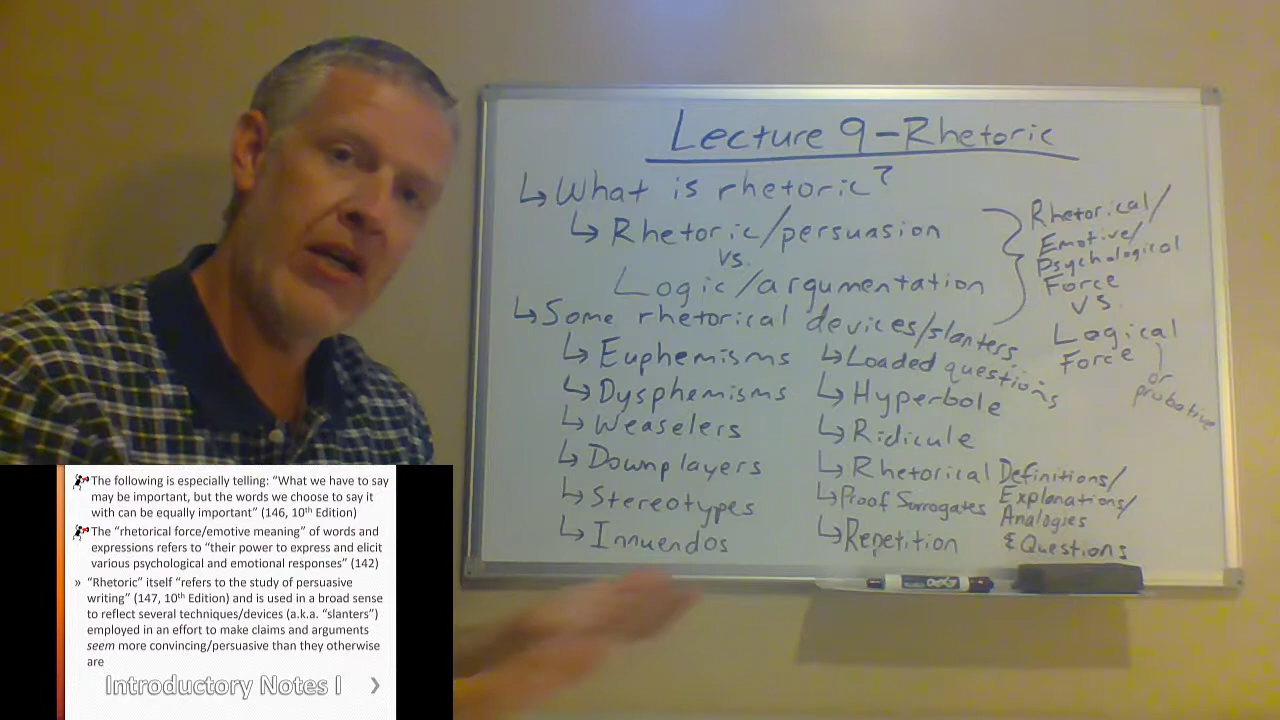 Lecture 9-Rhetoric
↳What is rhetoric?
↳Rhetoric/persuasion
vs.
Logic/argumentation
Rhetorical/
Emotive/
Psychological
Force
VS.
Logical
Force
or
probative
↳Some rhetorical devices/slanters
↳Euphemisms
↳Dysphemisms
↳Weaselers
↳Downplayers
↳Stereotypes
↳Innuendos
↳Loaded questions
↳Hyperbole
↳Ridicule
↳Rhetorical Definitions/
Explanations/
Analogies
& Questions
↳Proof Surrogates
↳Repetition
EXPO
The following is especially telling: “What we have to say
may be important, but the words we choose to say it
with can be equally important” (146, 10th Edition)
The “rhetorical force/emotive meaning” of words and
expressions refers to “their power to express and elicit
various psychological and emotional responses” (142)
» “Rhetoric” itself “refers to the study of persuasive
writing” (147, 10th Edition) and is used in a broad sense
to reflect several techniques/devices (a.k.a. “slanters”)
employed in an effort to make claims and arguments
seem more convincing/persuasive than they otherwise
are
Introductory Notes I